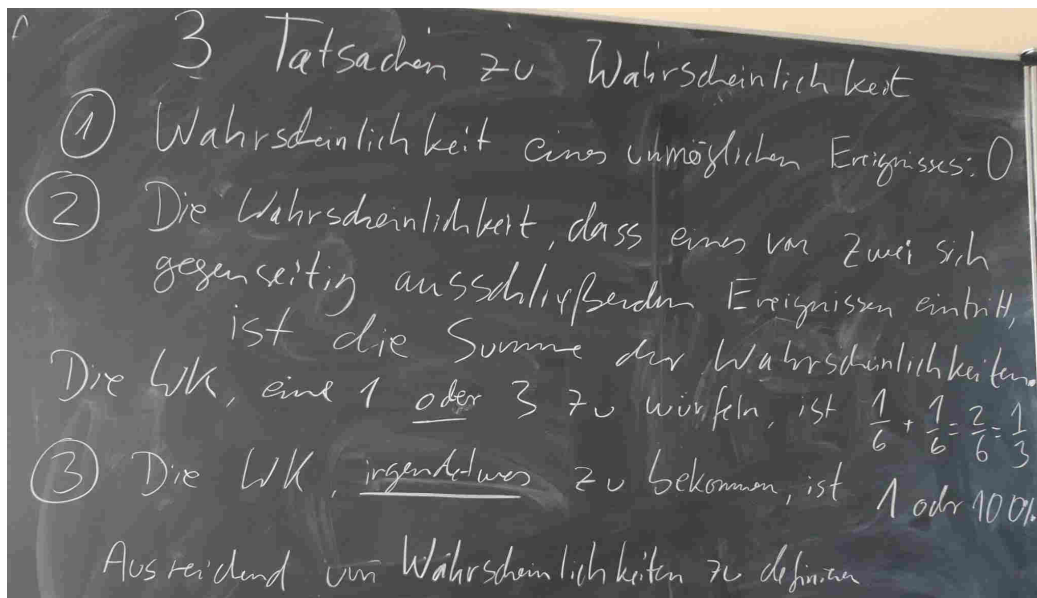 3 Tatsachen zu Wahrscheinlichkeit
① Wahrscheinlichkeit eines unmöglichen Ereignisses: 0
② Die Wahrscheinlichkeit, dass eines von zwei sich
gegenseitig ausschließenden Ereignissen eintritt,
ist die Summe der Wahrscheinlichkeiten.
Die WK, eine 1 oder 3 zu würfeln, ist 1/6 + 1/6 = 2/6 = 1/3
③ Die WK, irgendetwas zu bekommen, ist 1 oder 100%
Ausreichend um Wahrscheinlichkeiten zu definieren